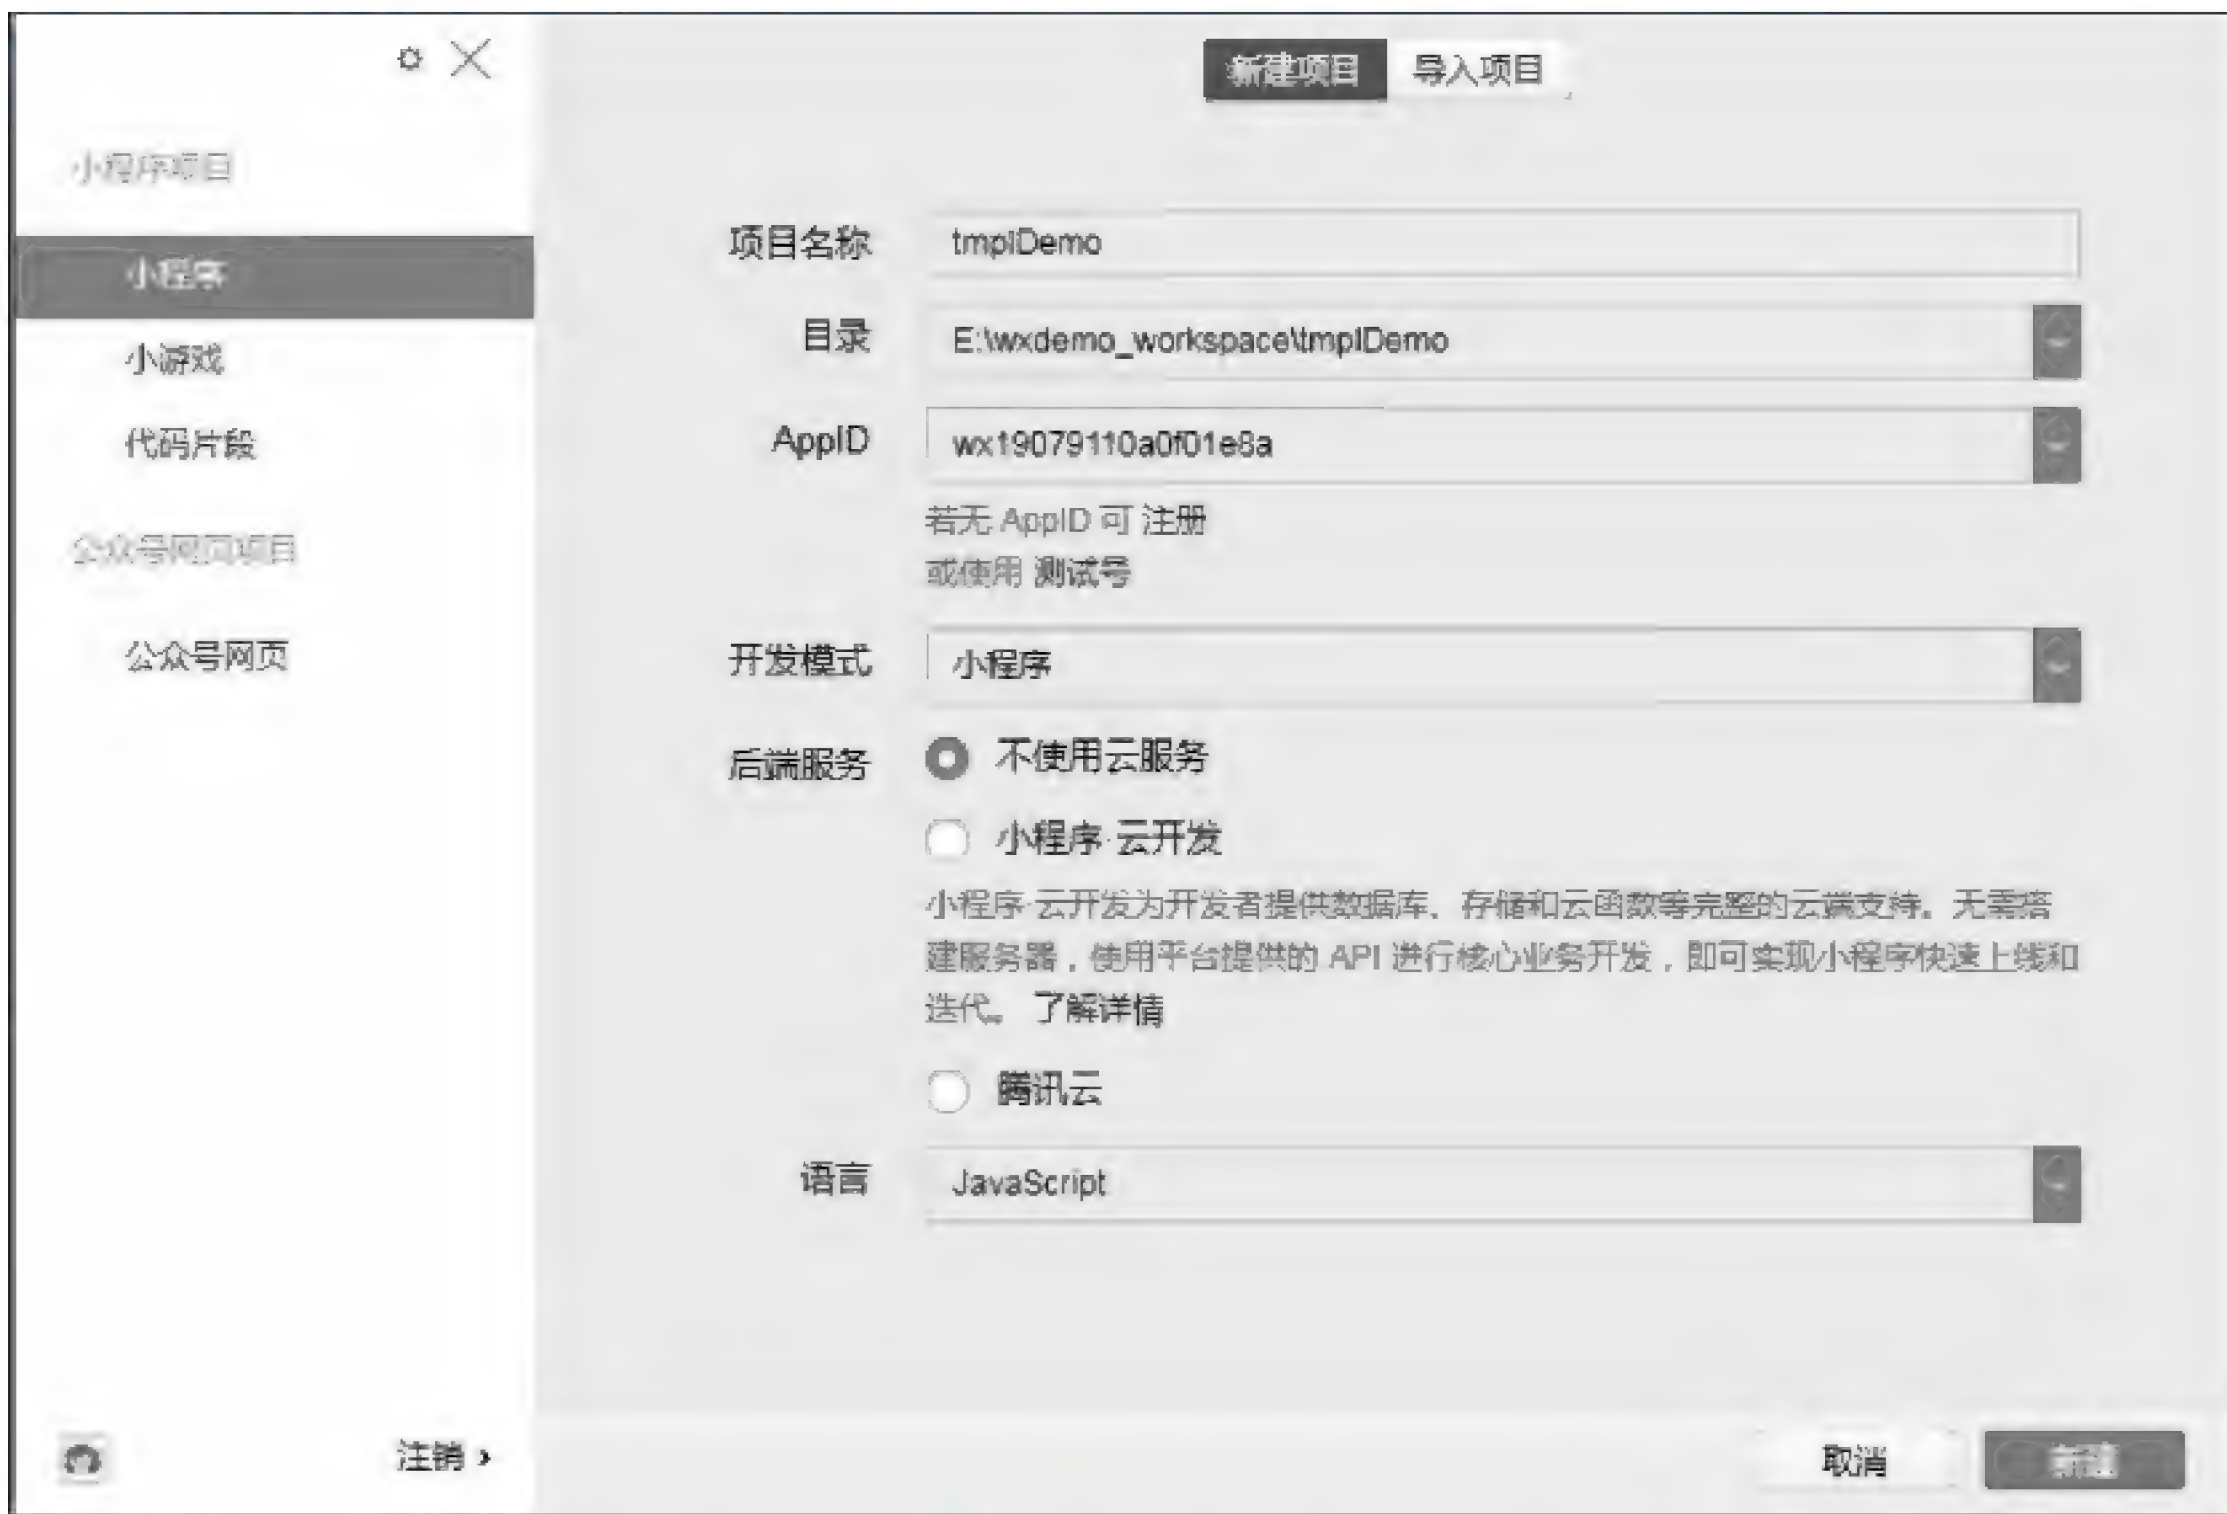 新建项目 导入项目
小程序项目
小程序
小游戏
代码片段
公众号网页项目
公众号网页
注销 ›
项目名称 tmplDemo
目录 E:\wxdemo_workspace\tmplDemo
AppID wx19079110a0f01e8a
若无 AppID 可 注册
或使用 测试号
开发模式 小程序
后端服务 不使用云服务
小程序·云开发
小程序·云开发为开发者提供数据库、存储和云函数等完整的云端支持。无需搭
建服务器，使用平台提供的 API 进行核心业务开发，即可实现小程序快速上线和
迭代。 了解详情
腾讯云
语言 JavaScript
取消 新建